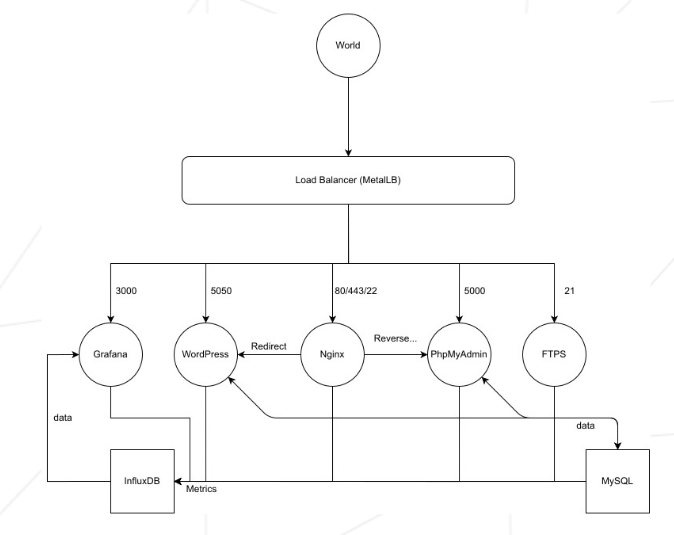 World
Load Balancer (MetalLB)
3000
5050
80/443/22
5000
21
Grafana
WordPress
Redirect
Nginx
Reverse...
PhpMyAdmin
FTPS
data
data
InfluxDB
Metrics
MySQL